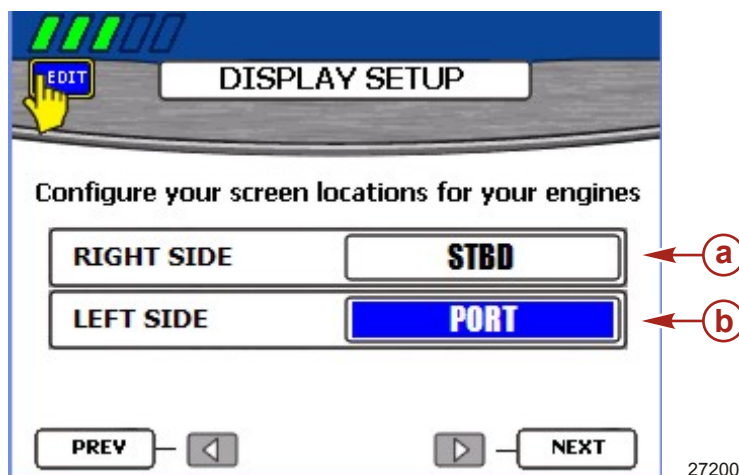 EDIT
DISPLAY SETUP
Configure your screen locations for your engines
RIGHT SIDE STBD a
LEFT SIDE PORT b
PREV NEXT
27200